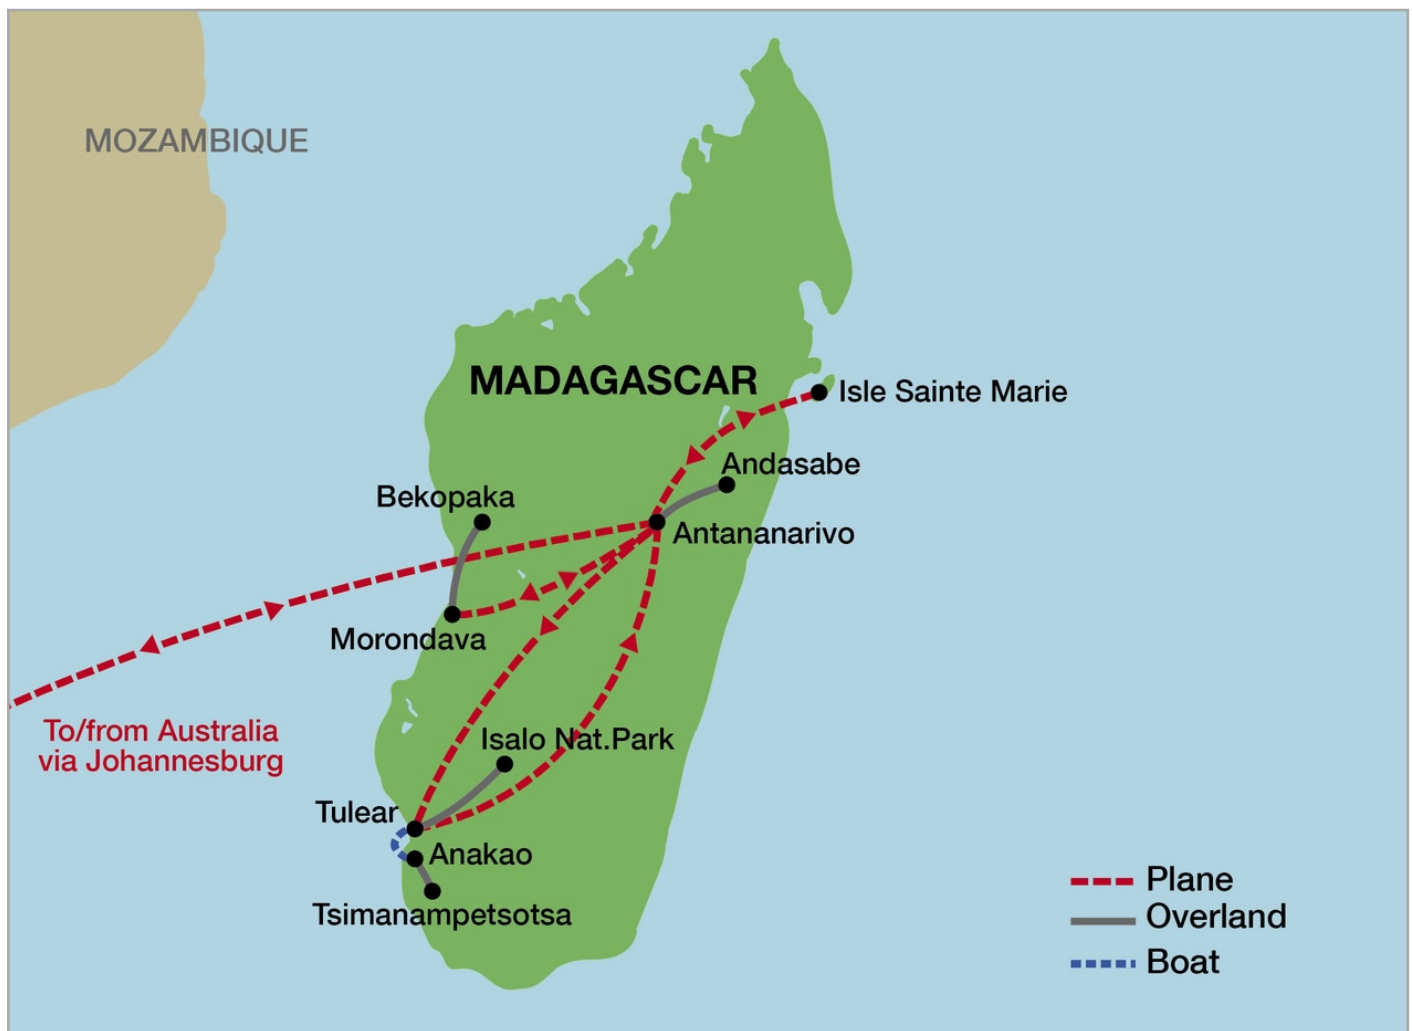 MOZAMBIQUE
MADAGASCAR
Isle Sainte Marie
Andasabe
Bekopaka
Antananarivo
Morondava
To/from Australia
via Johannesburg
Isalo Nat.Park
Tulear
Anakao
Tsimanampetsotsa
Plane
Overland
Boat